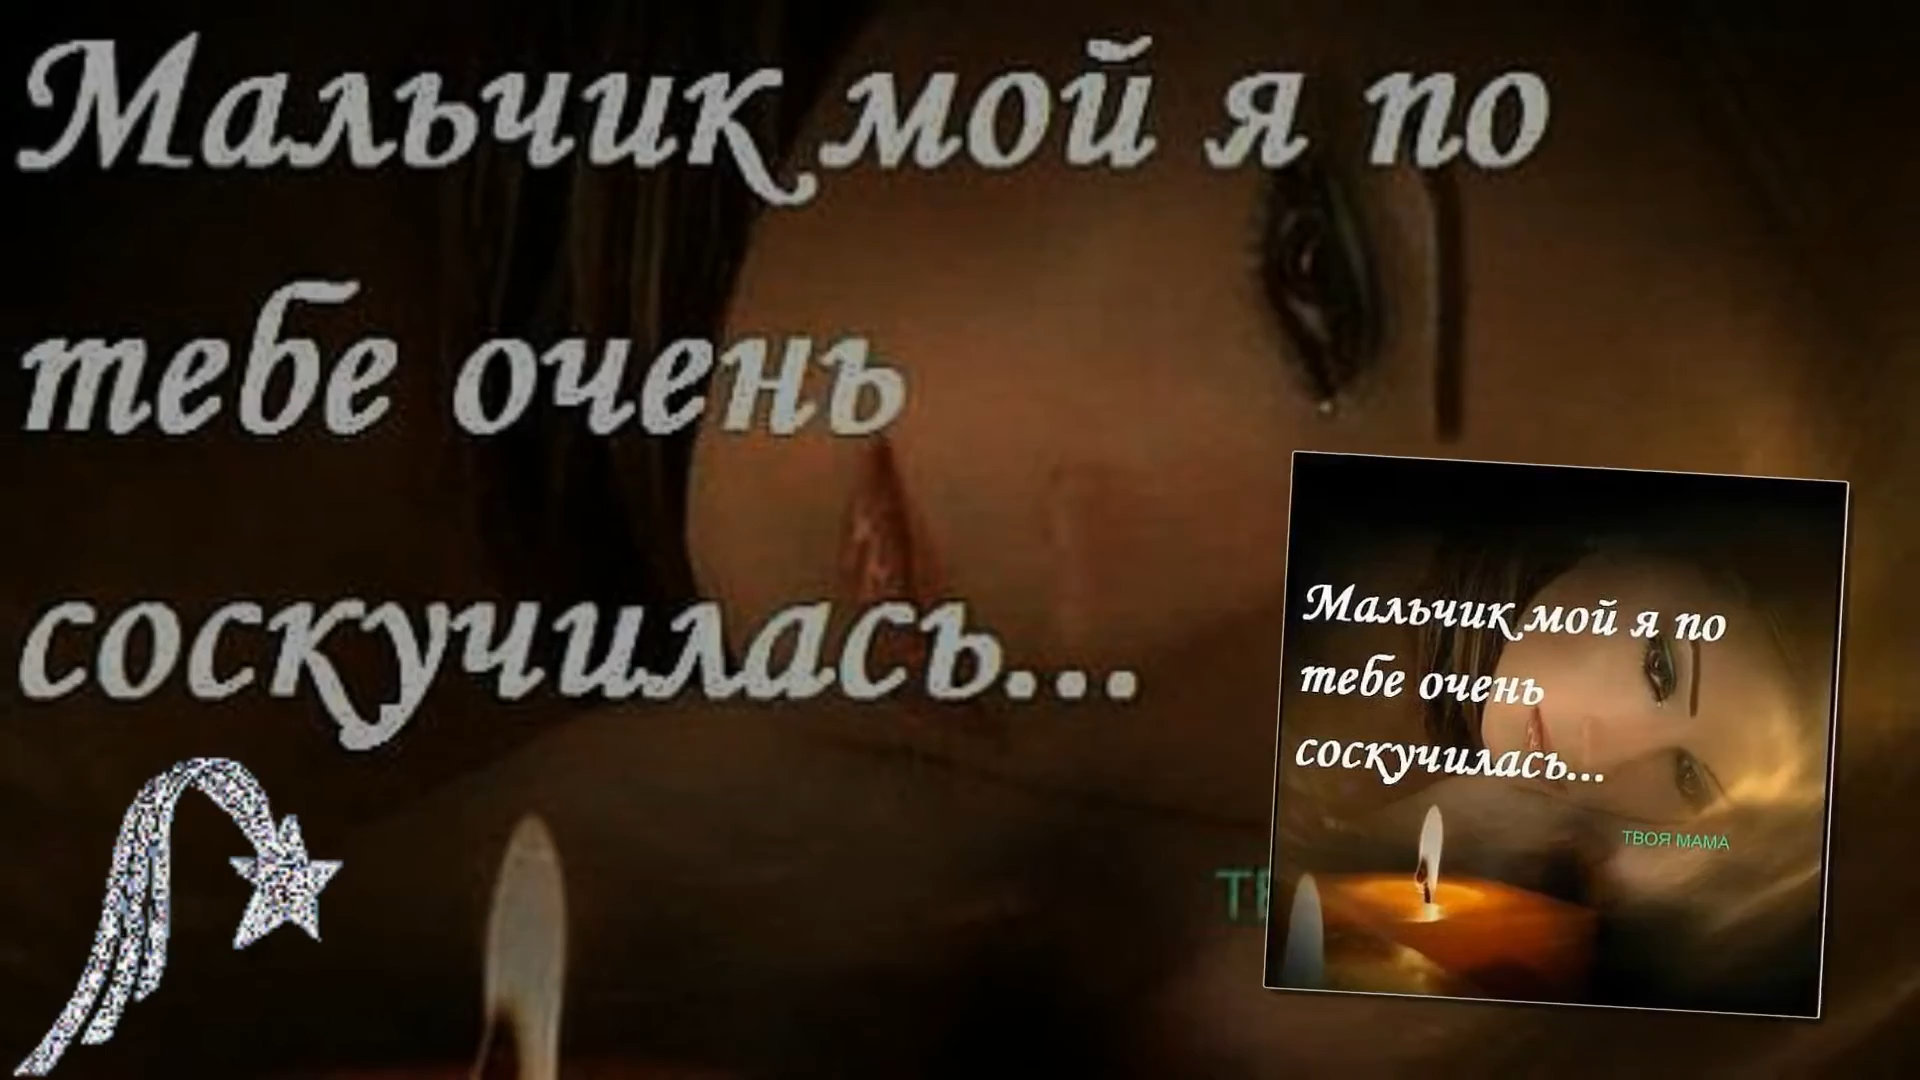 Мальчик мой я по
тебе очень
соскучилась...
Мальчик мой я по
тебе очень
соскучилась...
ТВОЯ МАМА